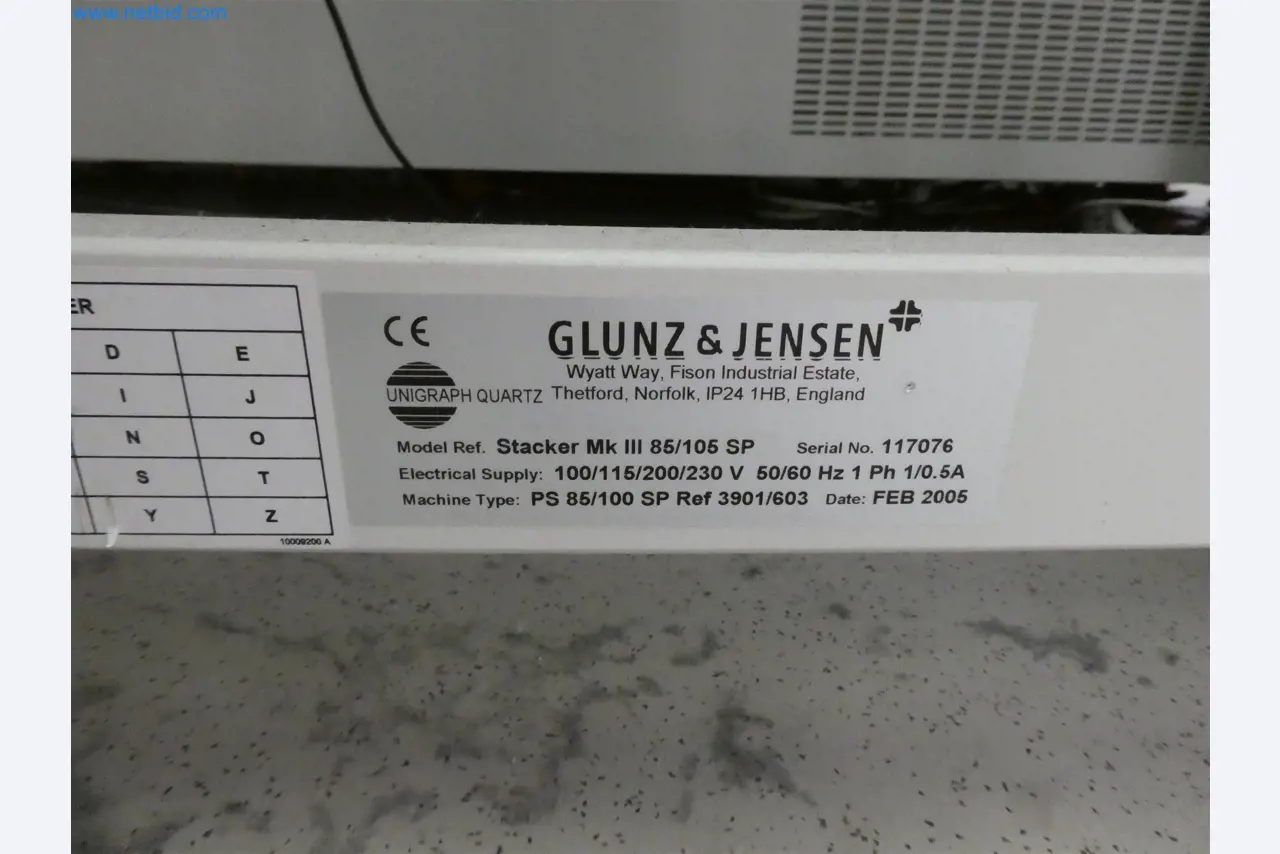 www.netbid.com
ER
D E
I J
N O
S T
Y Z
10009200 A
CE
GLUNZ & JENSEN
Wyatt Way, Fison Industrial Estate,
UNIGRAPH QUARTZ Thetford, Norfolk, IP24 1HB, England
Model Ref. Stacker Mk III 85/105 SP Serial No. 117076
Electrical Supply: 100/115/200/230 V 50/60 Hz 1 Ph 1/0.5A
Machine Type: PS 85/100 SP Ref 3901/603 Date: FEB 2005